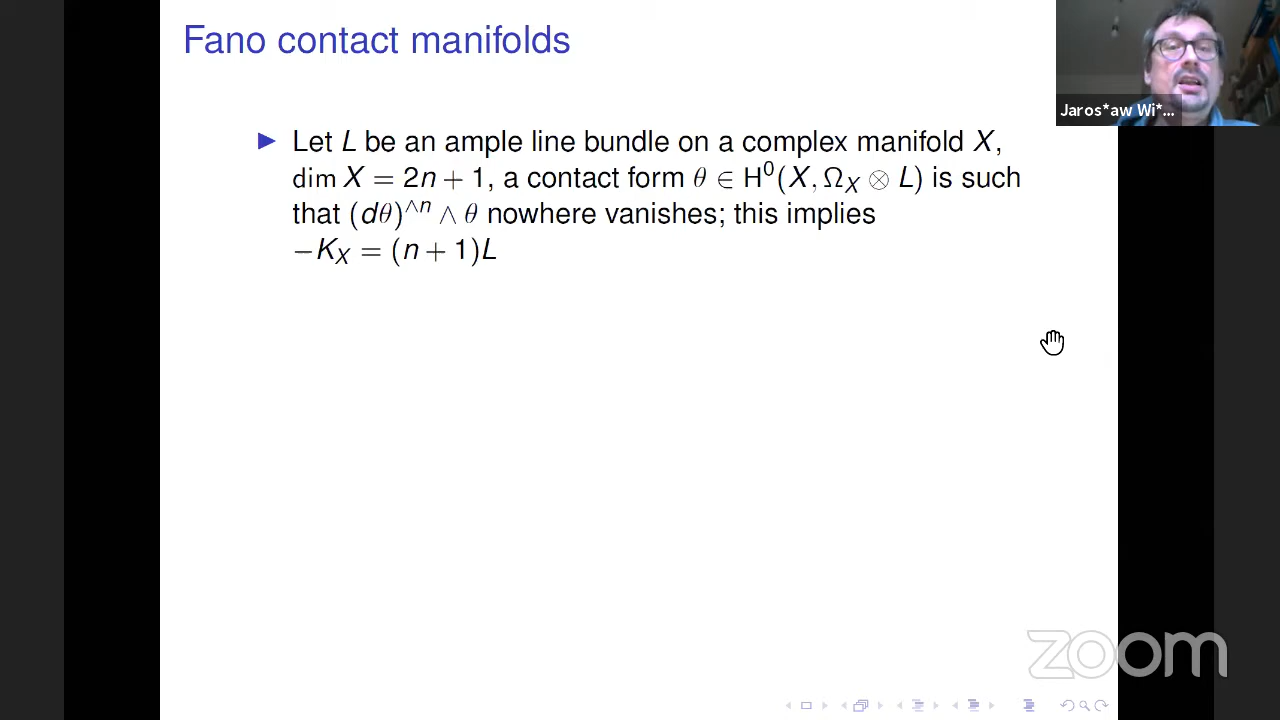 Fano contact manifolds
Let L be an ample line bundle on a complex manifold X,
dim X = 2n + 1, a contact form θ ∈ H⁰(X, Ω_X ⊗ L) is such
that (dθ)^∧n ∧ θ nowhere vanishes; this implies
−K_X = (n + 1)L
Jaros*aw Wi*...
zoom